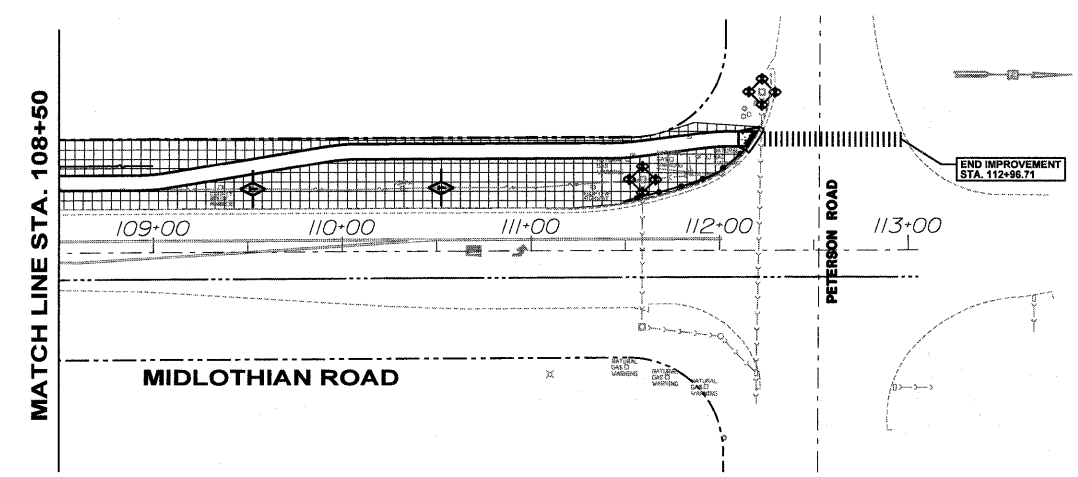 MATCH LINE STA. 108+50
END IMPROVEMENT
STA. 112+96.71
109+00
110+00
111+00
112+00
113+00
PETERSON ROAD
MIDLOTHIAN ROAD
NATURAL
GAS
WARNING
NATURAL
GAS
WARNING
NATURAL
GAS
WARNING